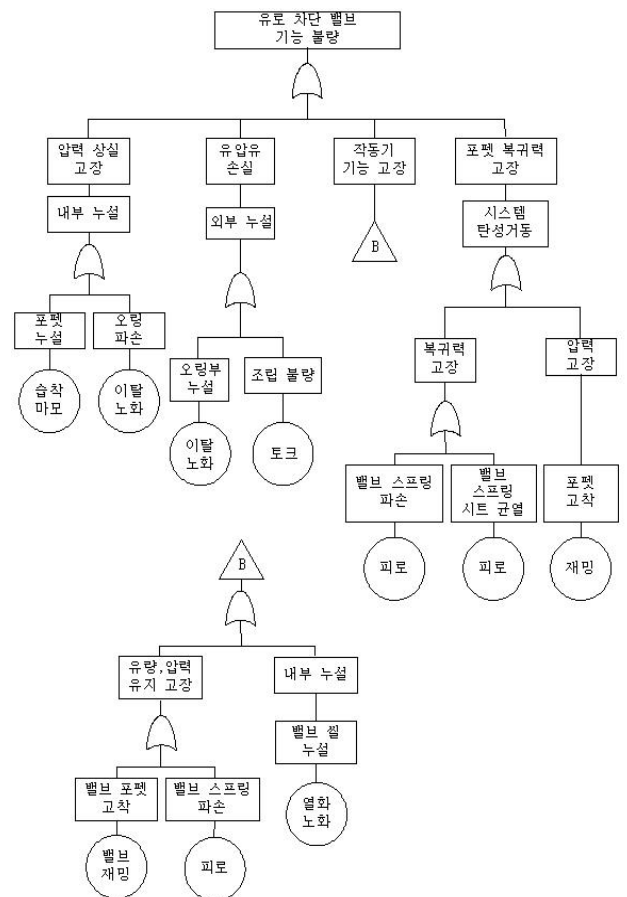 유로 차단 밸브
기능 불량
압력 상실
고장
유압유
손실
작동기
기능 고장
포펫 복귀력
고장
내부 누설
외부 누설
B
시스템
탄성거동
포펫
누설
오링
파손
습착
마모
이탈
노화
오링부
누설
조립 불량
이탈
노화
토크
복귀력
고장
압력
고장
밸브 스프링
파손
밸브
스프링
시트 균열
포펫
고착
피로
피로
재밍
B
유량,압력
유지 고장
내부 누설
밸브 씰
누설
밸브 포펫
고착
밸브 스프링
파손
열화
노화
밸브
재밍
피로